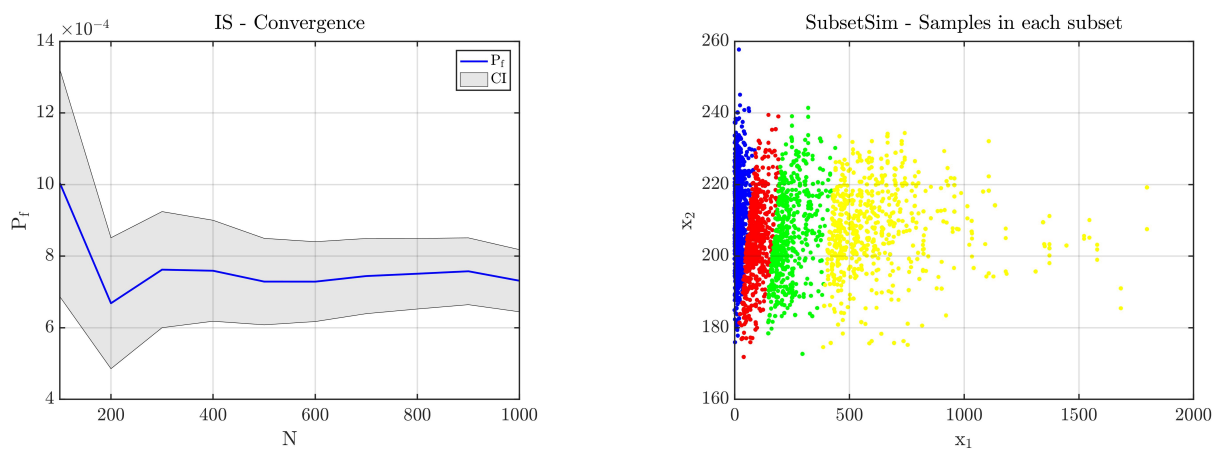 IS - Convergence
×10⁻⁴
14
12
10
8
6
4
P_f
200
400
600
800
1000
N
P_f
CI
SubsetSim - Samples in each subset
260
240
220
200
180
160
x_2
0
500
1000
1500
2000
x_1